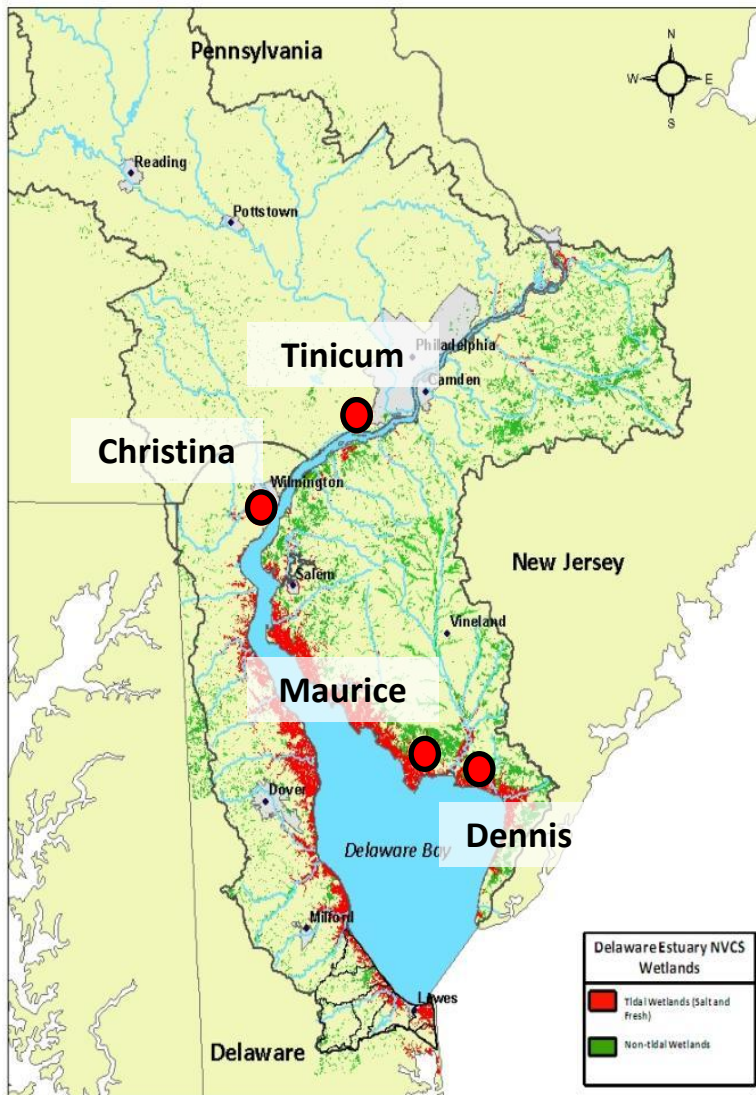 Pennsylvania
N
W
E
S
Reading
Pottstown
Tinicum
Philadelphia
Camden
Christina
Wilmington
New Jersey
Salem
Vineland
Maurice
Dover
Dennis
Delaware Bay
Milford
Delaware Estuary NVCS
Wetlands
Tidal Wetlands (Salt and
Fresh)
Non-tidal Wetlands
Lewes
Delaware